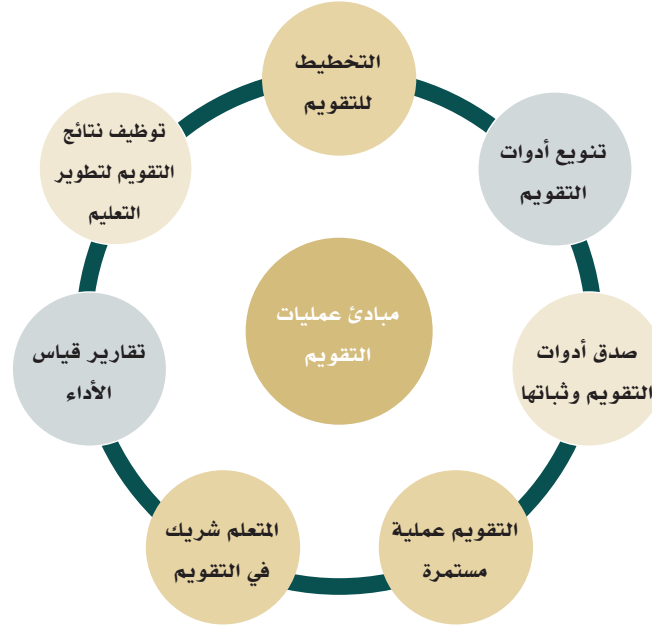 مبادئ عمليات
التقويم
التخطيط
للتقويم
تنويع أدوات
التقويم
صدق أدوات
التقويم وثباتها
التقويم عملية
مستمرة
المتعلم شريك
في التقويم
تقارير قياس
الأداء
توظيف نتائج
التقويم لتطوير
التعليم